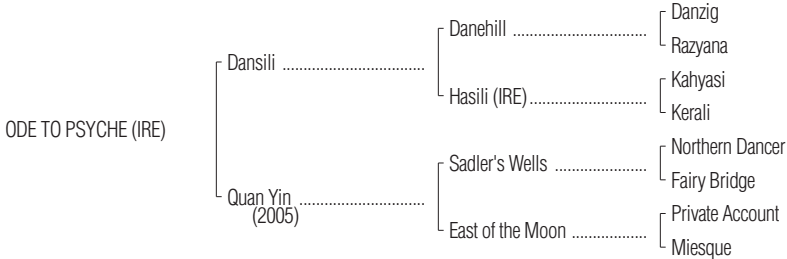 Danzig
Danehill ..............................
Razyana
Dansili ................................
Kahyasi
Hasili (IRE)..........................
Kerali
ODE TO PSYCHE (IRE)
Northern Dancer
Sadler's Wells .....................
Fairy Bridge
Quan Yin ............................
(2005)
Private Account
East of the Moon .................
Miesque